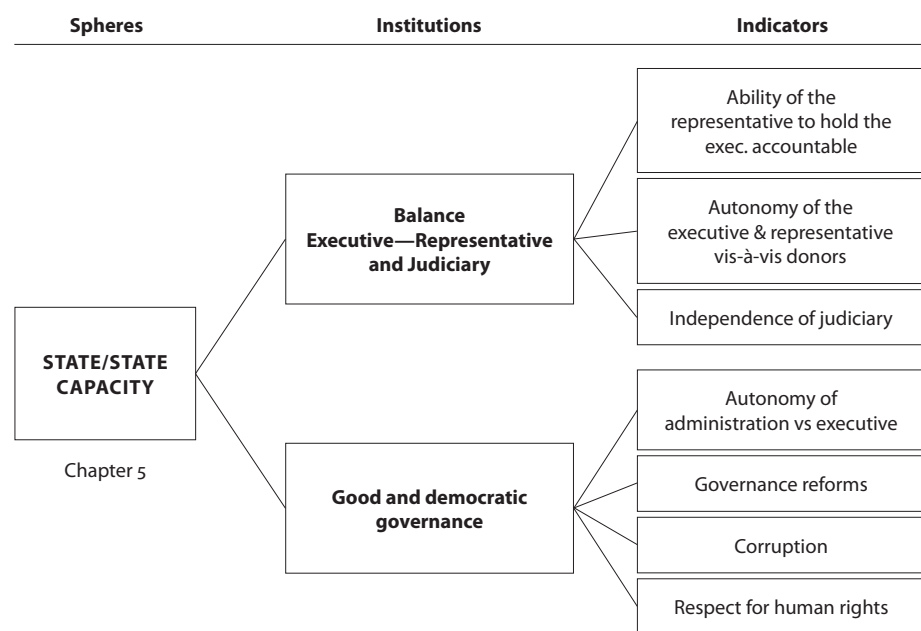 Spheres
Institutions
Indicators
Ability of the
representative to hold the
exec. accountable
Balance
Executive—Representative
and Judiciary
Autonomy of the
executive & representative
vis-à-vis donors
Independence of judiciary
STATE/STATE
CAPACITY
Chapter 5
Autonomy of
administration vs executive
Good and democratic
governance
Governance reforms
Corruption
Respect for human rights